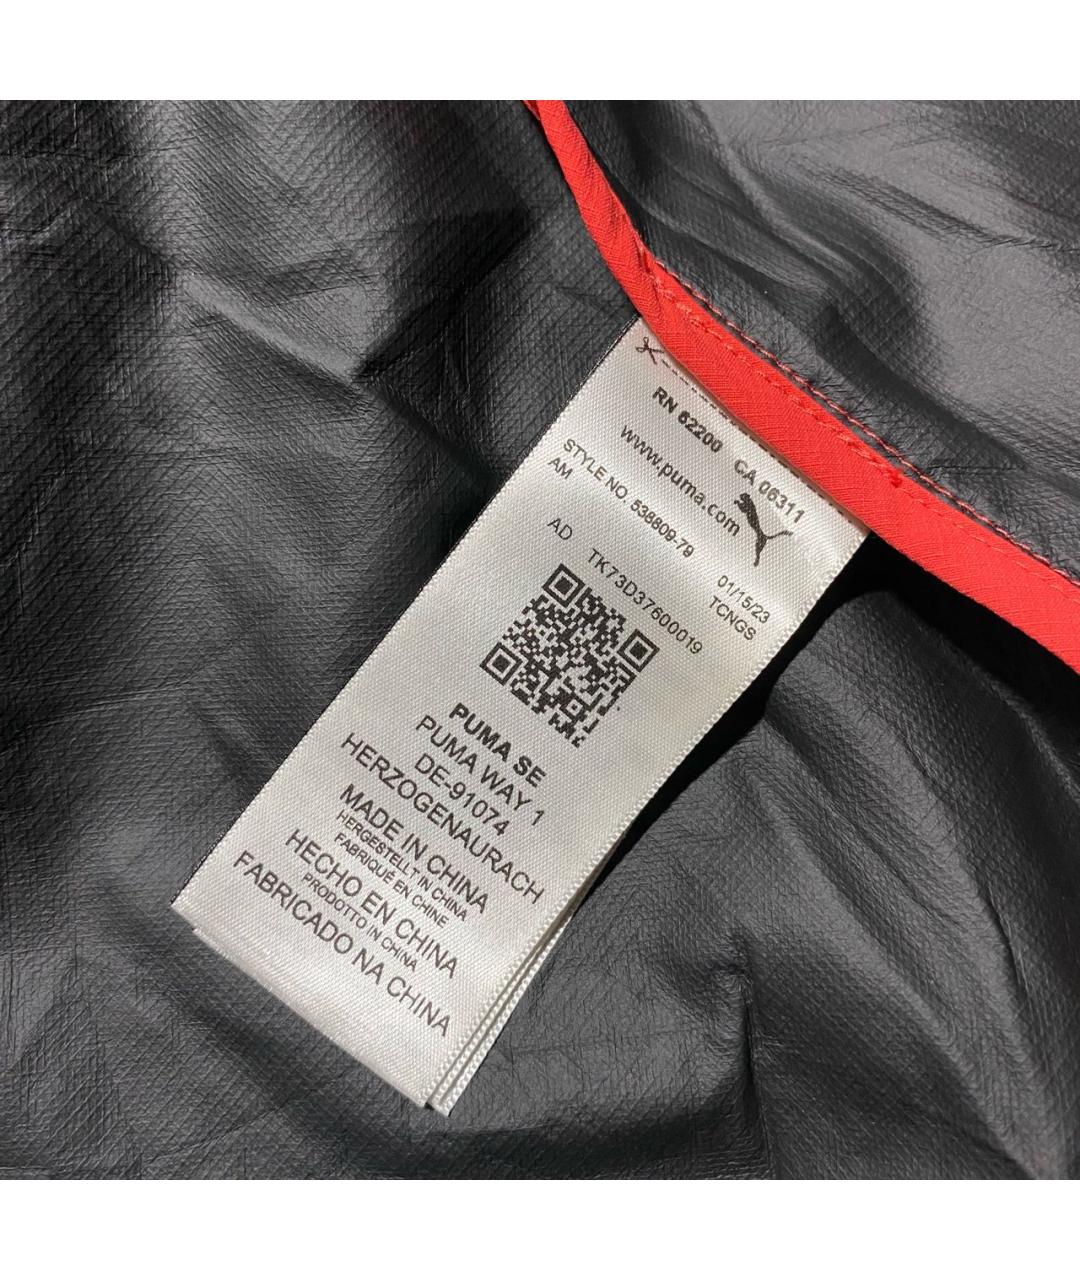 RN 62200 CA 06311
www.puma.com
STYLE NO. 538809-79 01/15/23
AM TCNGS
AD TK73D37600019
PUMA SE
PUMA WAY 1
DE-91074
HERZOGENAURACH
MADE IN CHINA
HERGESTELLT IN CHINA
FABRIQUÉ EN CHINE
HECHO EN CHINA
PRODOTTO IN CHINA
FABRICADO NA CHINA